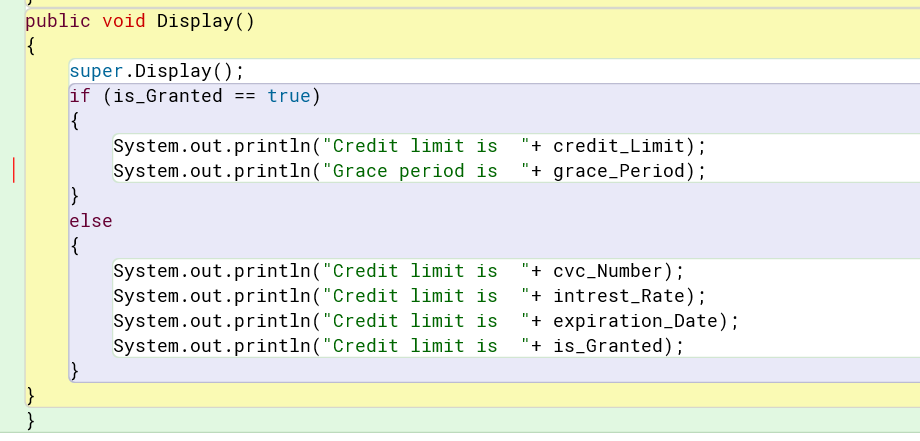 }
public void Display()
{
super.Display();
if (is_Granted == true)
{
System.out.println("Credit limit is  "+ credit_Limit);
System.out.println("Grace period is  "+ grace_Period);
}
else
{
System.out.println("Credit limit is  "+ cvc_Number);
System.out.println("Credit limit is  "+ intrest_Rate);
System.out.println("Credit limit is  "+ expiration_Date);
System.out.println("Credit limit is  "+ is_Granted);
}
}
}